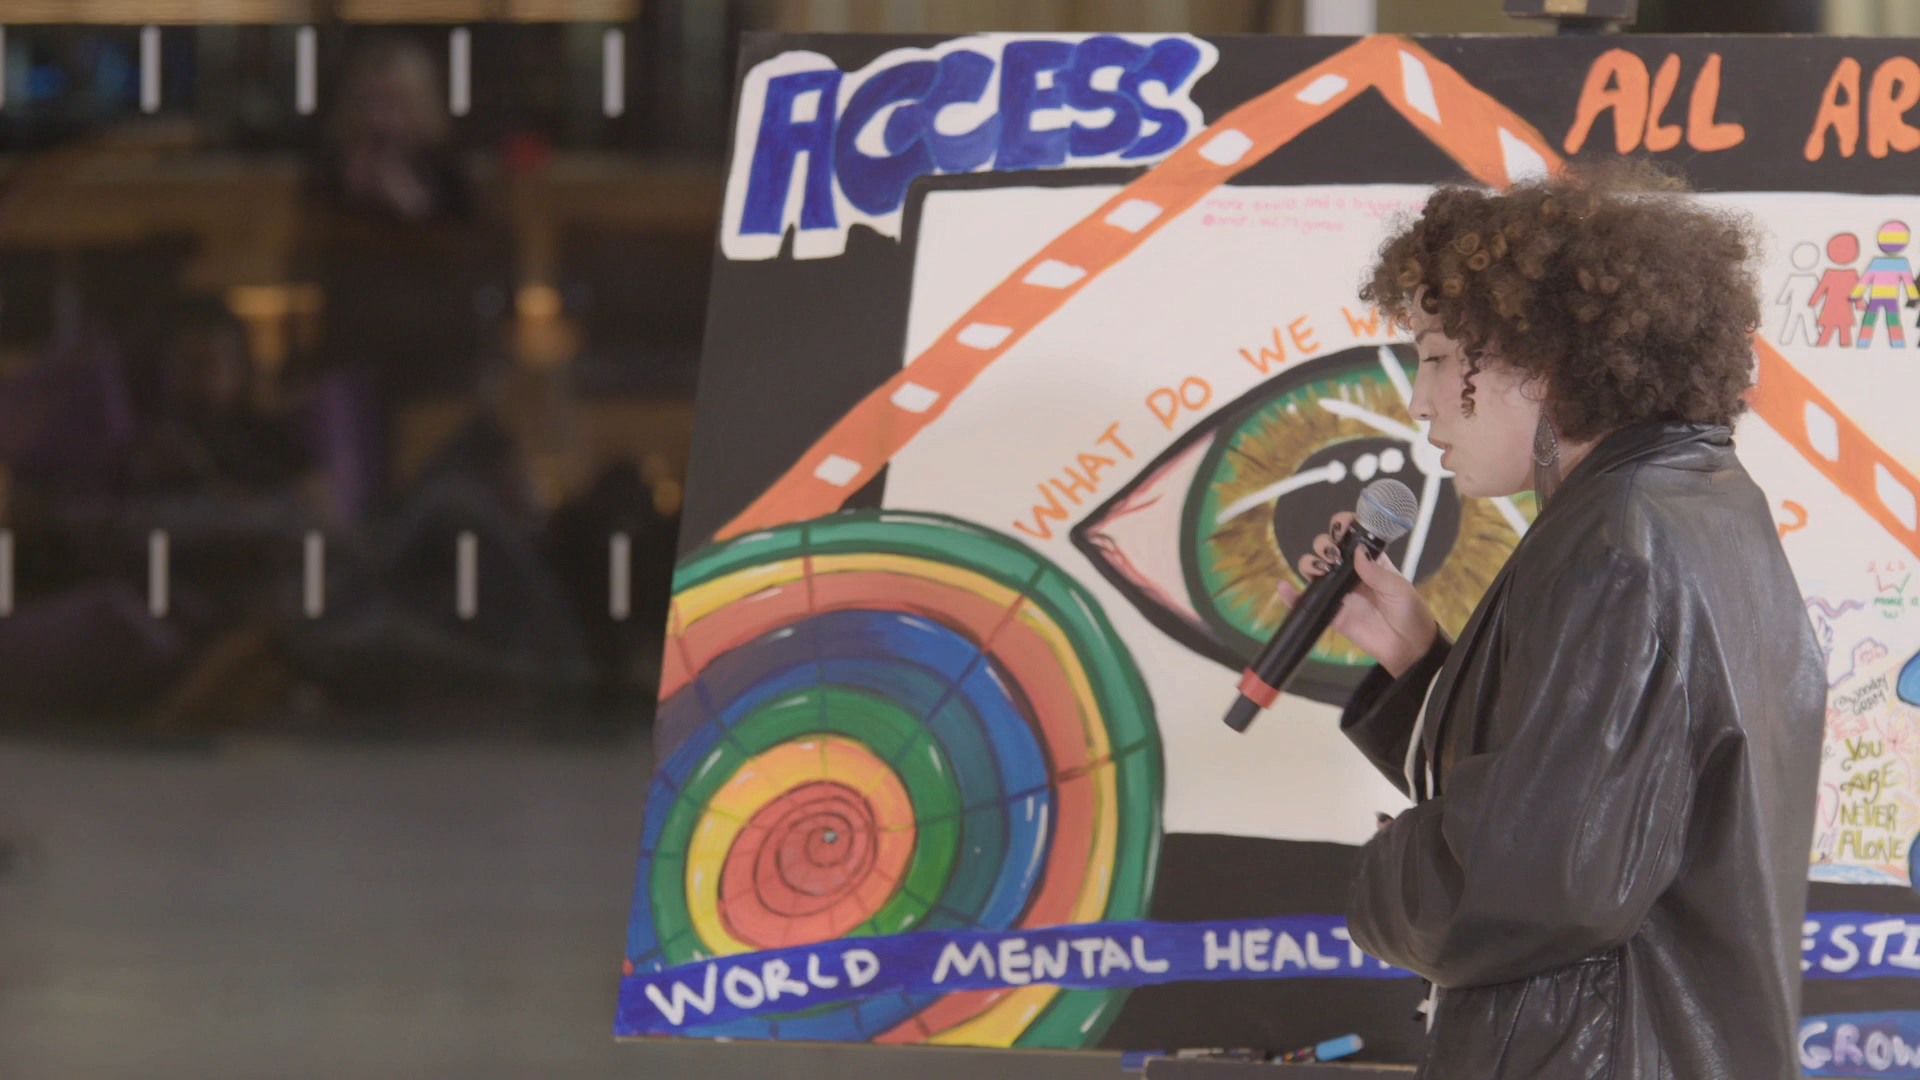 ACCESS
ALL AR
WHAT DO WE W
?
YOU
ARE
NEVER
ALONE
WORLD MENTAL HEALT ESTI
GROW